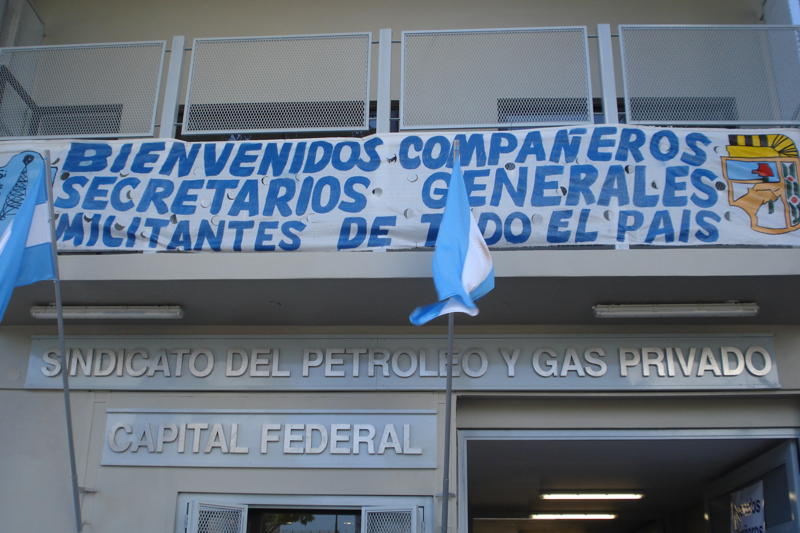 BIENVENIDOS COMPAÑEROS
SECRETARIOS GENERALES
MILITANTES DE TODO EL PAIS
SINDICATO DEL PETROLEO Y GAS PRIVADO
CAPITAL FEDERAL